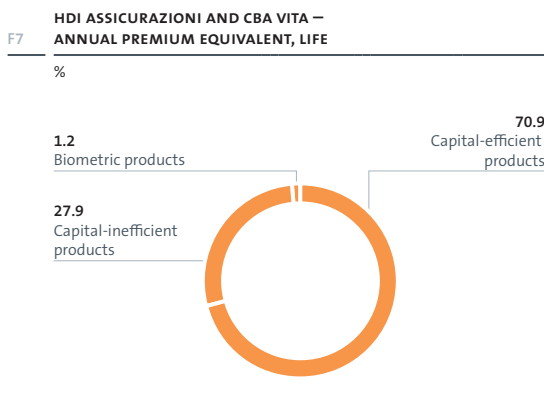 F7
HDI ASSICURAZIONI AND CBA VITA –
ANNUAL PREMIUM EQUIVALENT, LIFE
%
70.9
Capital-efficient
products
1.2
Biometric products
27.9
Capital-inefficient
products